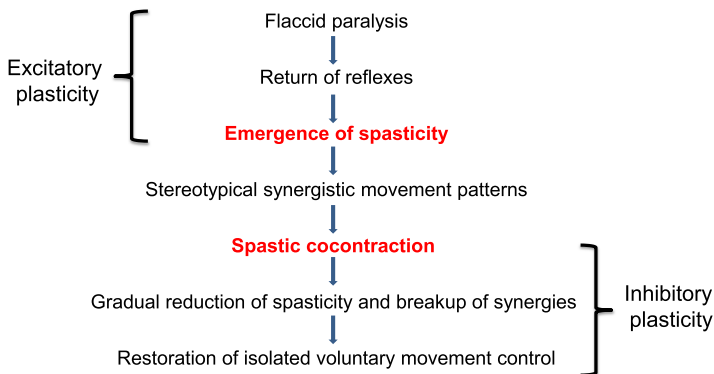 Flaccid paralysis
Excitatory
plasticity
Return of reflexes
Emergence of spasticity
Stereotypical synergistic movement patterns
Spastic cocontraction
Gradual reduction of spasticity and breakup of synergies
Inhibitory
plasticity
Restoration of isolated voluntary movement control